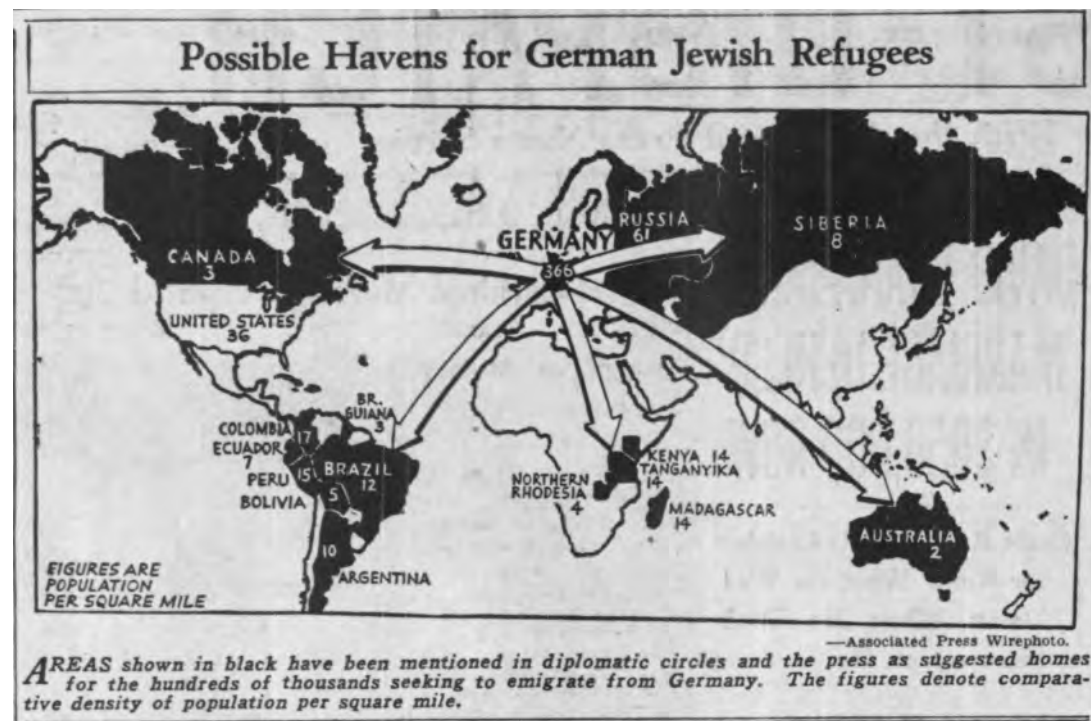 Possible Havens for German Jewish Refugees
CANADA
3
UNITED STATES
36
GERMANY
366
RUSSIA
61
SIBERIA
8
BR.
GUIANA
3
COLOMBIA
17
ECUADOR
7
PERU
15
BRAZIL
12
BOLIVIA
5
10
ARGENTINA
KENYA 14
TANGANYIKA
14
NORTHERN
RHODESIA
4
MADAGASCAR
14
AUSTRALIA
2
FIGURES ARE
POPULATION
PER SQUARE MILE
—Associated Press Wirephoto.
AREAS shown in black have been mentioned in diplomatic circles and the press as suggested homes
for the hundreds of thousands seeking to emigrate from Germany. The figures denote compara-
tive density of population per square mile.